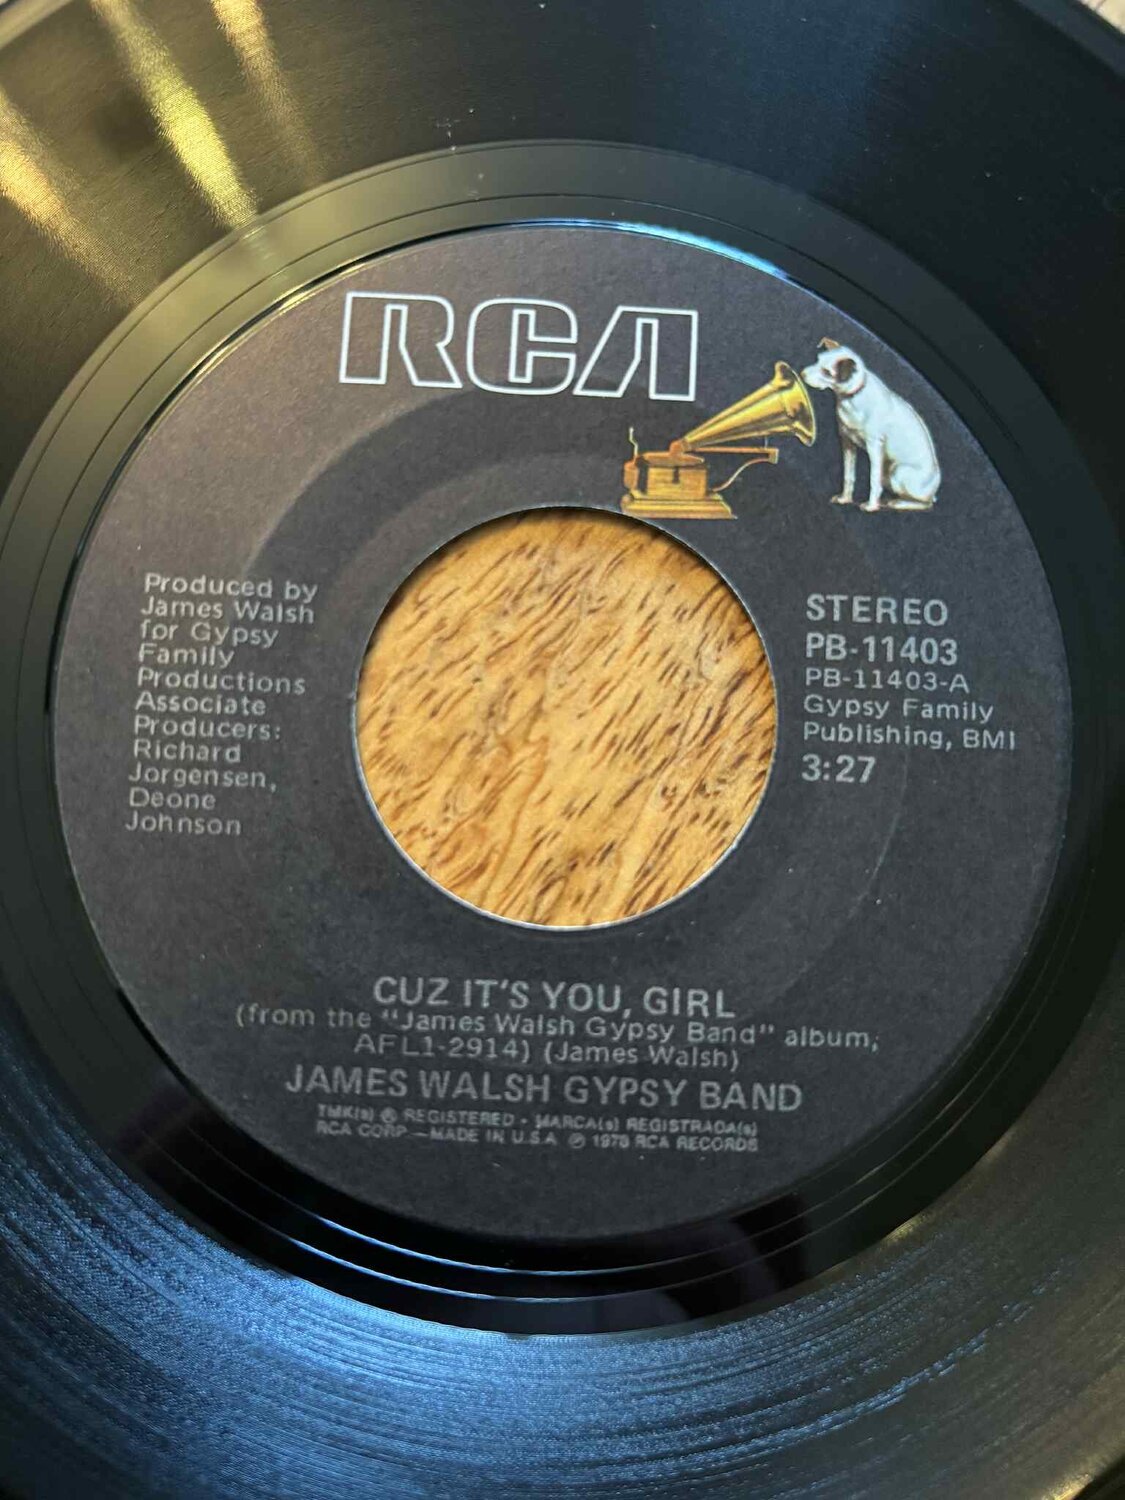 RCA
Produced by
James Walsh
for Gypsy
Family
Productions
Associate
Producers:
Richard
Jorgensen,
Deone
Johnson
STEREO
PB-11403
PB-11403-A
Gypsy Family
Publishing, BMI
3:27
CUZ IT'S YOU, GIRL
(from the "James Walsh Gypsy Band" album,
AFL1-2914) (James Walsh)
JAMES WALSH GYPSY BAND
TMK(s) ® REGISTERED • MARCA(s) REGISTRADA(s)
RCA CORP—MADE IN U.S.A ℗ 1978 RCA RECORDS